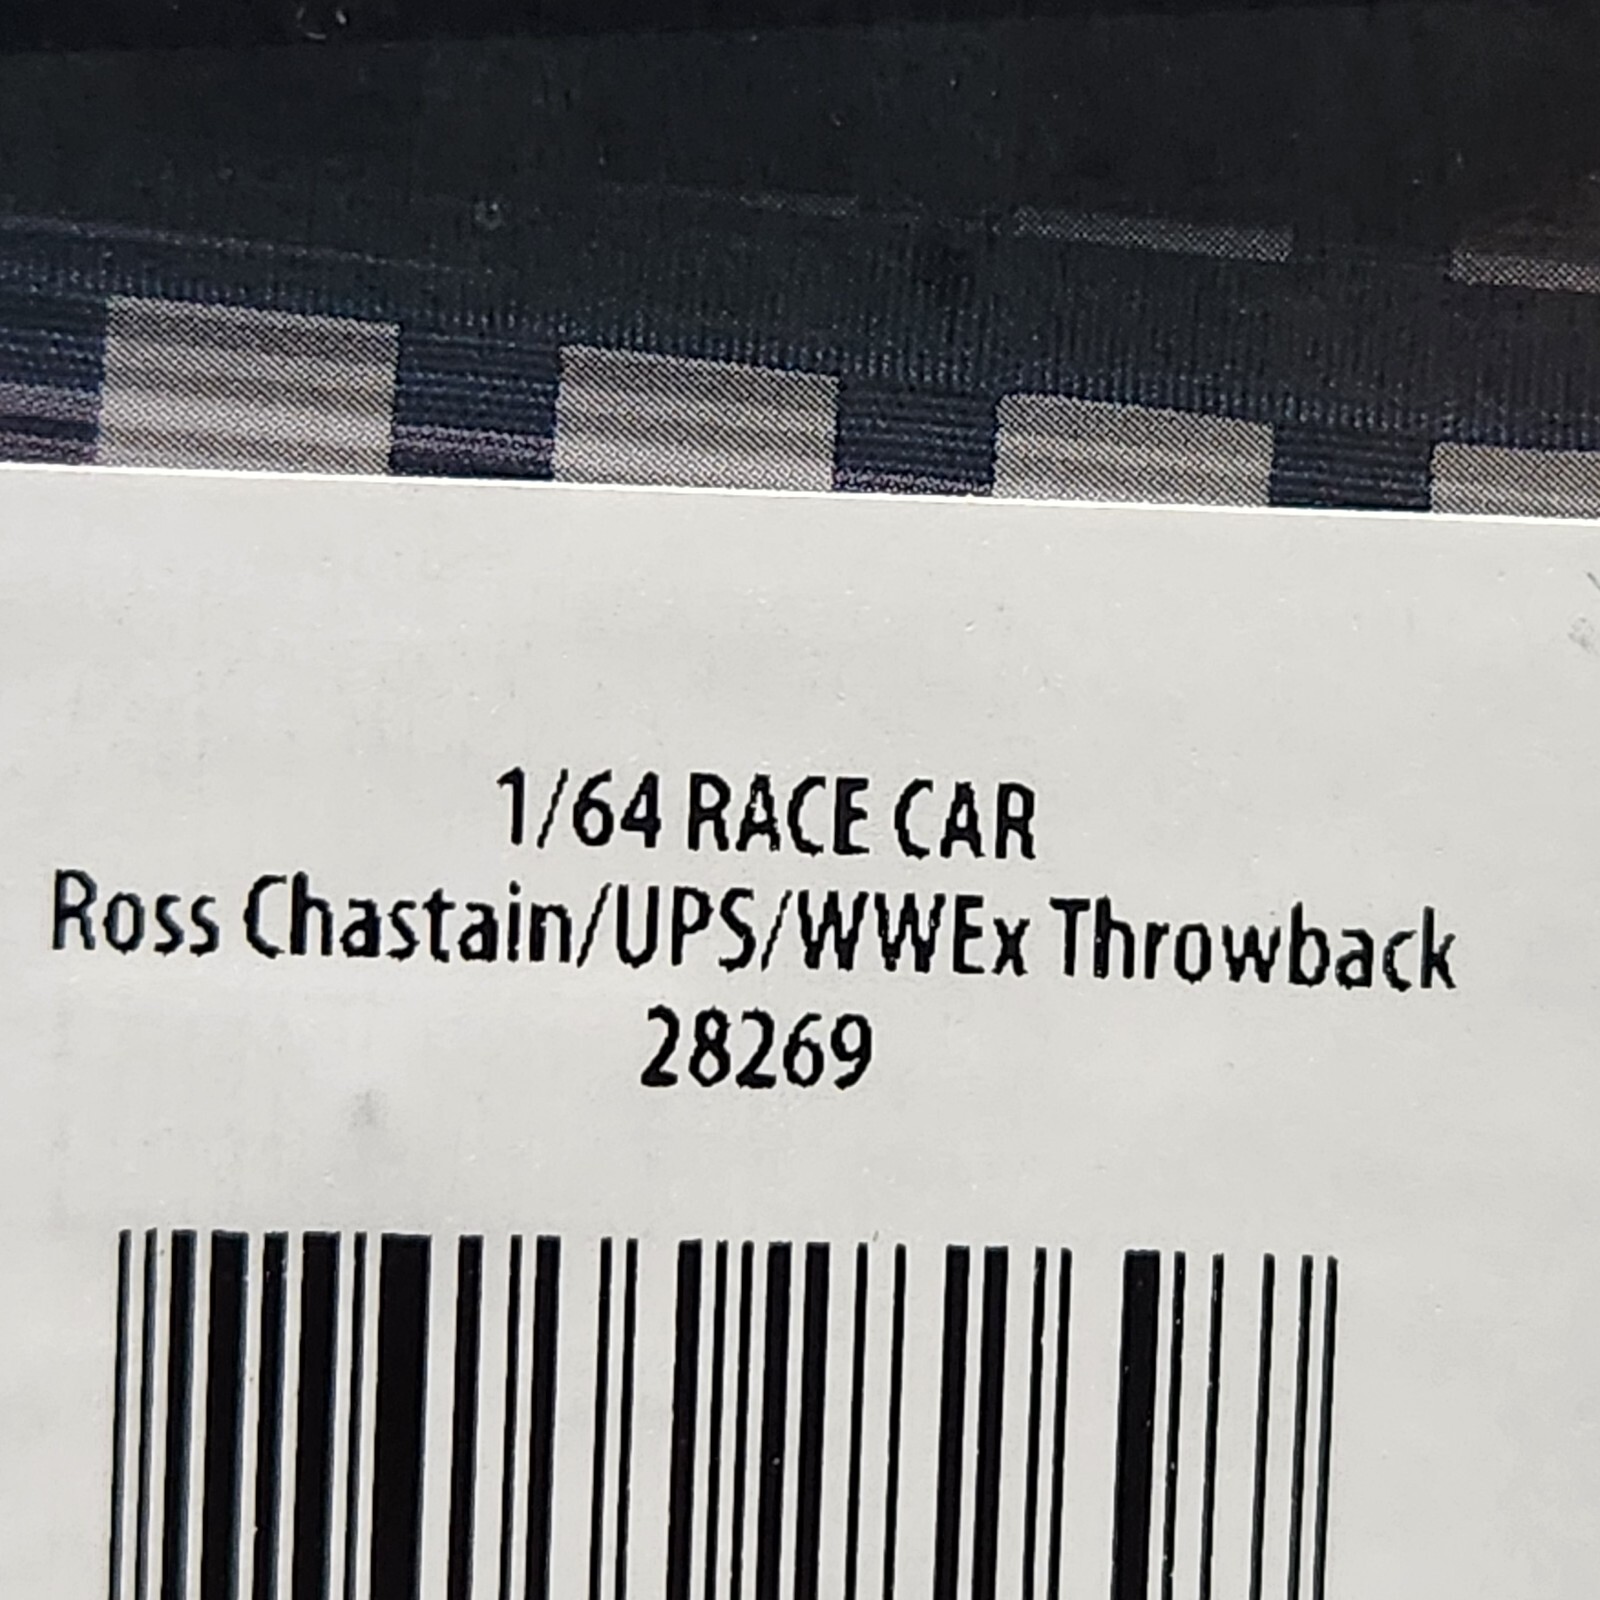 1/64 RACE CAR
Ross Chastain/UPS/WWEx Throwback
28269